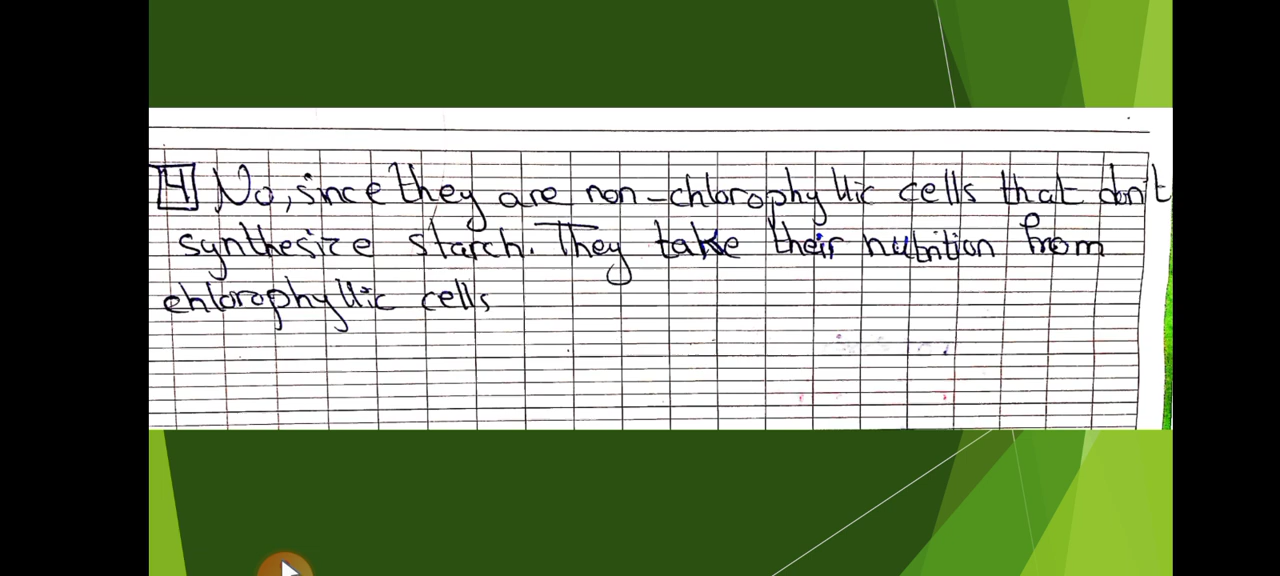 4 No, since they are non-chlorophyllic cells that don't
synthesize starch. They take their nutrition from
chlorophyllic cells